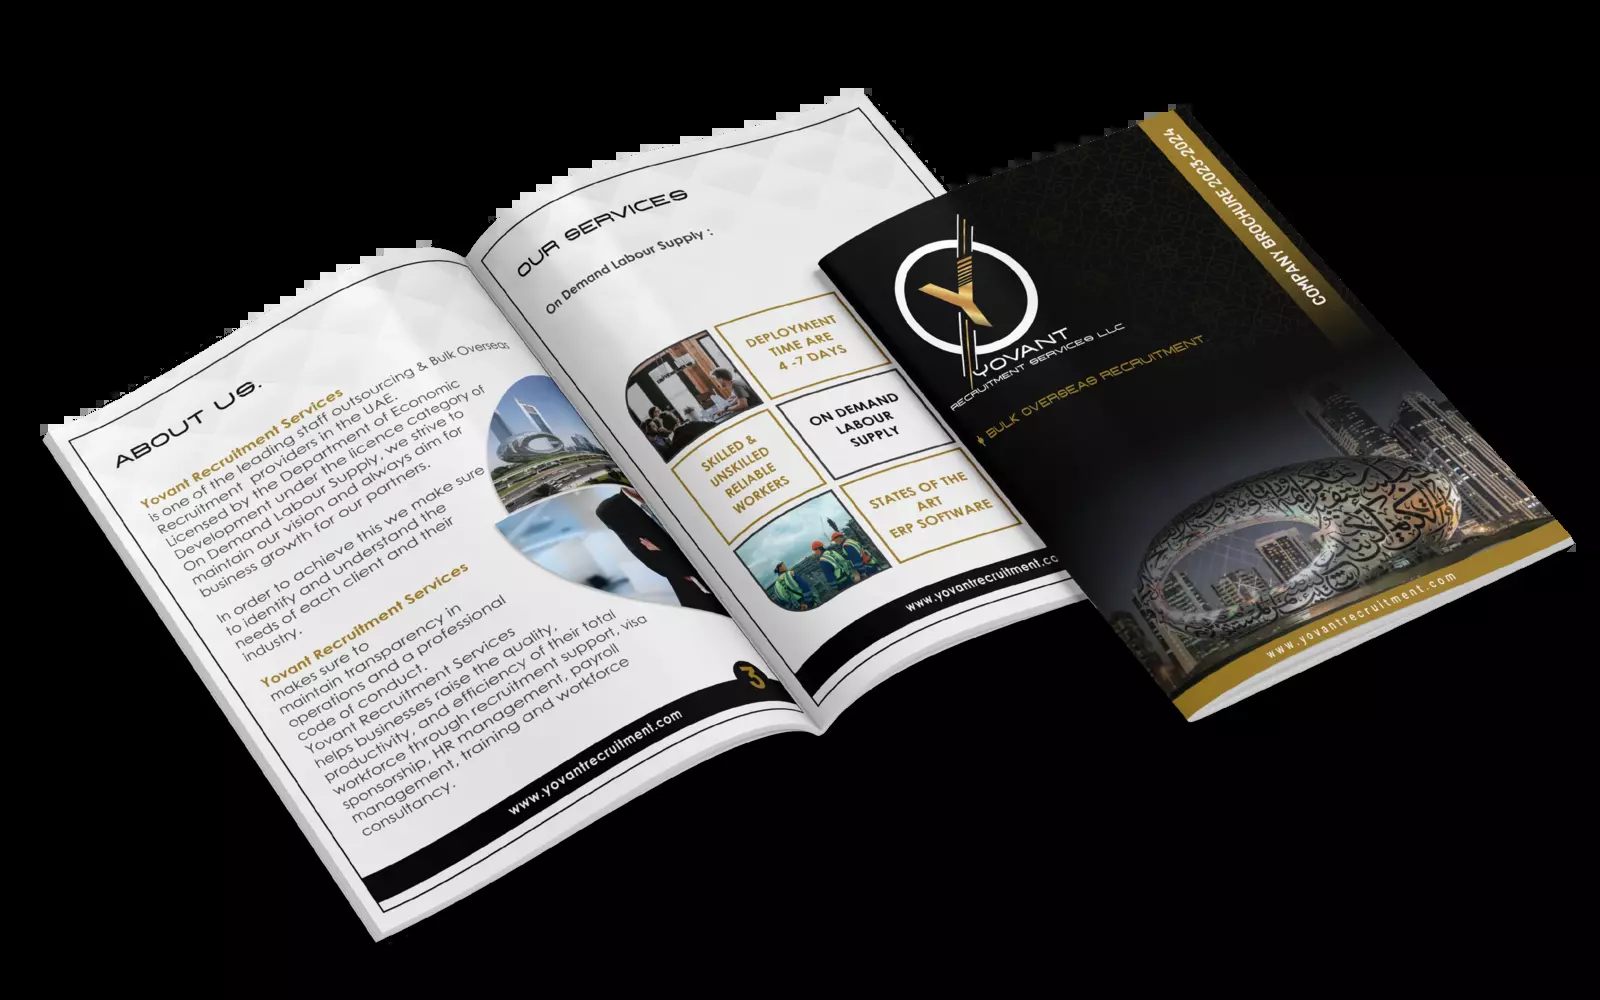 ABOUT US.
Yovant Recruitment Services
is one of the leading staff outsourcing & Bulk Overseas
Recruitment providers in the UAE.
Licensed by the Department of Economic
Development under the licence category of
On Demand Labour Supply, we strive to
maintain our vision and always aim for
business growth for our partners.
In order to achieve this we make sure
to identify and understand the
needs of each client and their
industry.
Yovant Recruitment Services
makes sure to
maintain transparency in
operations and a professional
code of conduct.
Yovant Recruitment Services
helps businesses raise the quality,
productivity, and efficiency of their total
workforce through recruitment support, visa
sponsorship, HR management, payroll
management, training and workforce
consultancy.
www.yovantrecruitment.com
3
OUR SERVICES
On Demand Labour Supply :
DEPLOYMENT
TIME ARE
4 -7 DAYS
ON DEMAND
LABOUR
SUPPLY
SKILLED &
UNSKILLED
RELIABLE
WORKERS
STATES OF THE
ART
ERP SOFTWARE
www.yovantrecruitment.co
COMPANY BROCHURE 2023-2024
YOVANT
RECRUITMENT SERVICES LLC
BULK OVERSEAS RECRUITMENT
www.yovantrecruitment.com